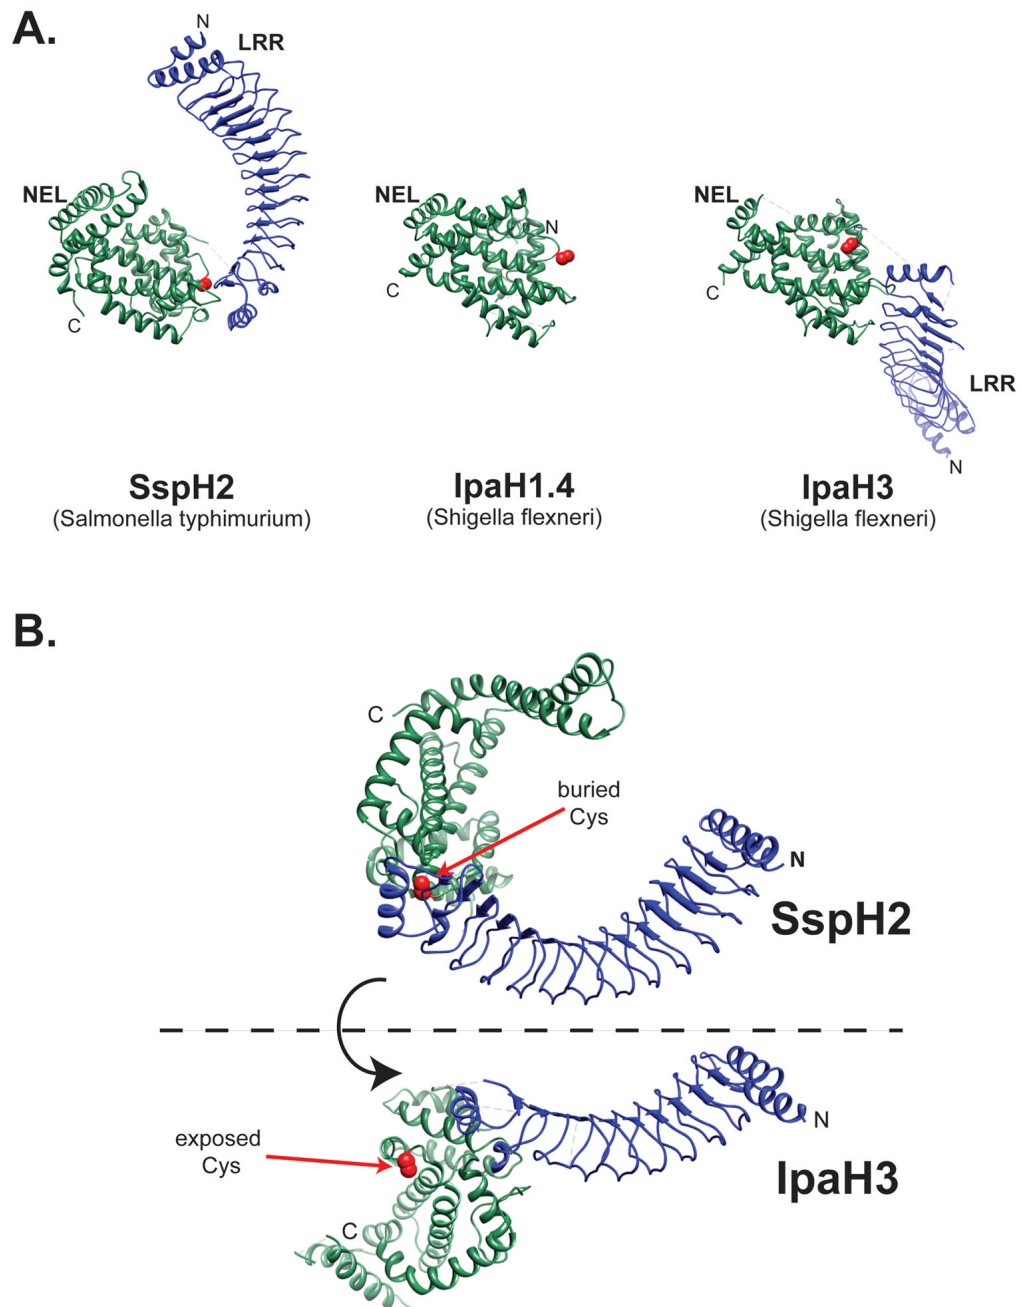 A.
N
LRR
NEL
C
NEL
N
C
NEL
C
LRR
N
SspH2
(Salmonella typhimurium)
IpaH1.4
(Shigella flexneri)
IpaH3
(Shigella flexneri)
B.
C
buried
Cys
N
SspH2
exposed
Cys
N
IpaH3
C